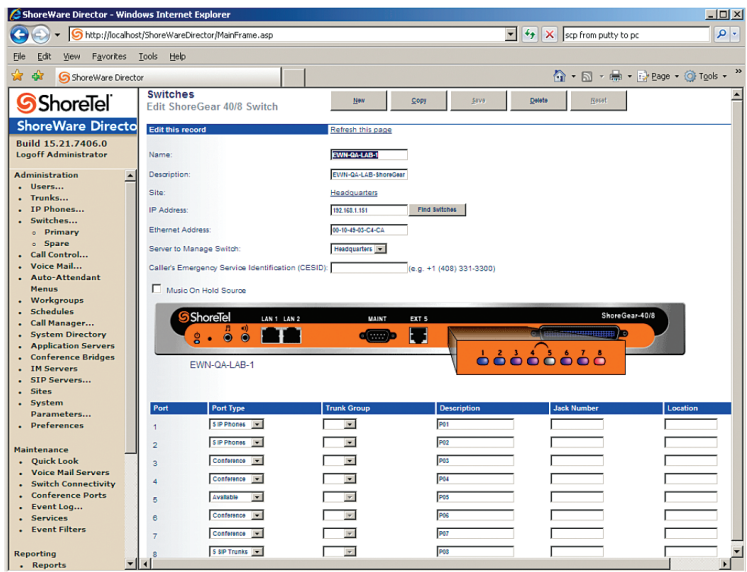 ShoreWare Director - Windows Internet Explorer
http://localhost/ShoreWareDirector/MainFrame.asp
scp from putty to pc
File Edit View Favorites Tools Help
ShoreWare Director
Page Tools »
ShoreTel
ShoreWare Directo
Build 15.21.7406.0
Logoff Administrator
Administration
Users...
Trunks...
IP Phones...
Switches...
Primary
Spare
Call Control...
Voice Mail...
Auto-Attendant
Menus
Workgroups
Schedules
Call Manager...
System Directory
Application Servers
Conference Bridges
IM Servers
SIP Servers...
Sites
System
Parameters...
Preferences
Maintenance
Quick Look
Voice Mail Servers
Switch Connectivity
Conference Ports
Event Log...
Services
Event Filters
Reporting
Reports
Switches
Edit ShoreGear 40/8 Switch
New Copy Save Delete Reset
Edit this record Refresh this page
Name: EWN-QA-LAB-1
Description: EWN-QA-LAB-ShoreGear
Site: Headquarters
IP Address: 192.168.1.151 Find Switches
Ethernet Address: 00-10-49-03-C4-CA
Server to Manage Switch: Headquarters
Caller's Emergency Service Identification (CESID): (e.g. +1 (408) 331-3300)
Music On Hold Source
ShoreTel LAN 1 LAN 2 MAINT EXT 5 ShoreGear-40/8
1 2 3 4 5 6 7 8
EWN-QA-LAB-1
Port Port Type Trunk Group Description Jack Number Location
1 5 IP Phones P01
2 5 IP Phones P02
3 Conference P03
4 Conference P04
5 Available P05
6 Conference P06
7 Conference P07
8 5 SIP Trunks P08